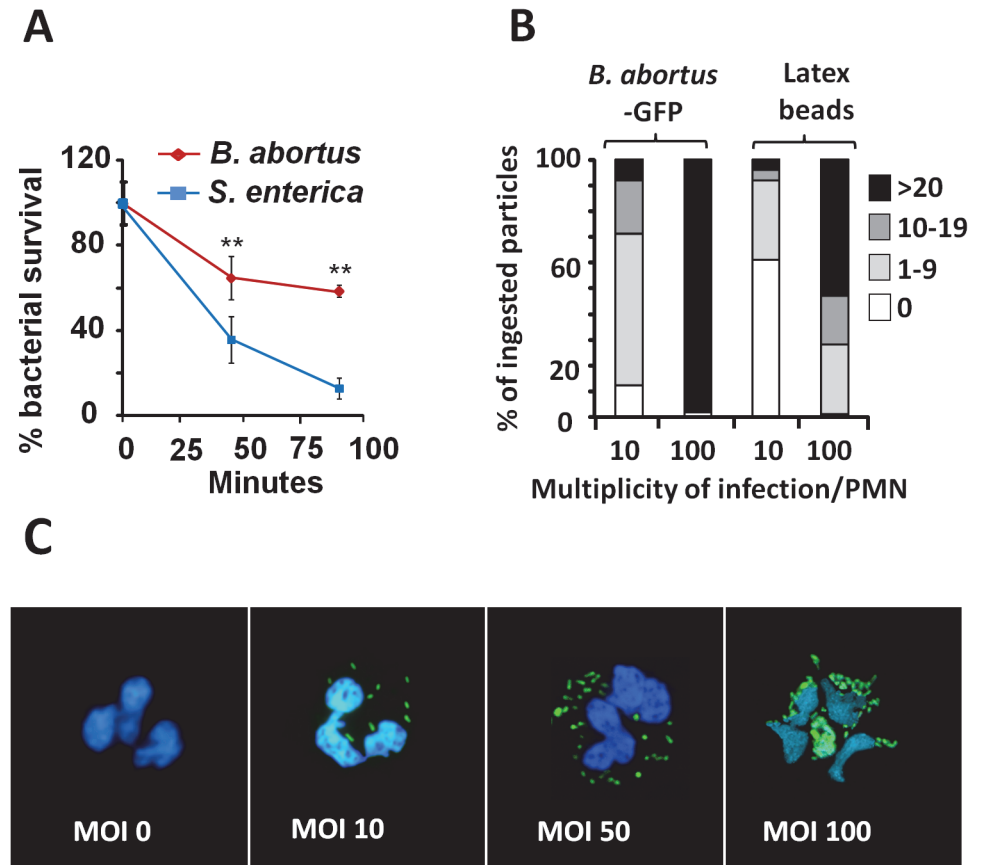 A
B. abortus
S. enterica
% bacterial survival
120
80
40
0
**
**
0 25 50 75 100
Minutes
B
B. abortus
-GFP
Latex
beads
% of ingested particles
100
60
20
0
>20
10-19
1-9
0
10 100 10 100
Multiplicity of infection/PMN
C
MOI 0
MOI 10
MOI 50
MOI 100